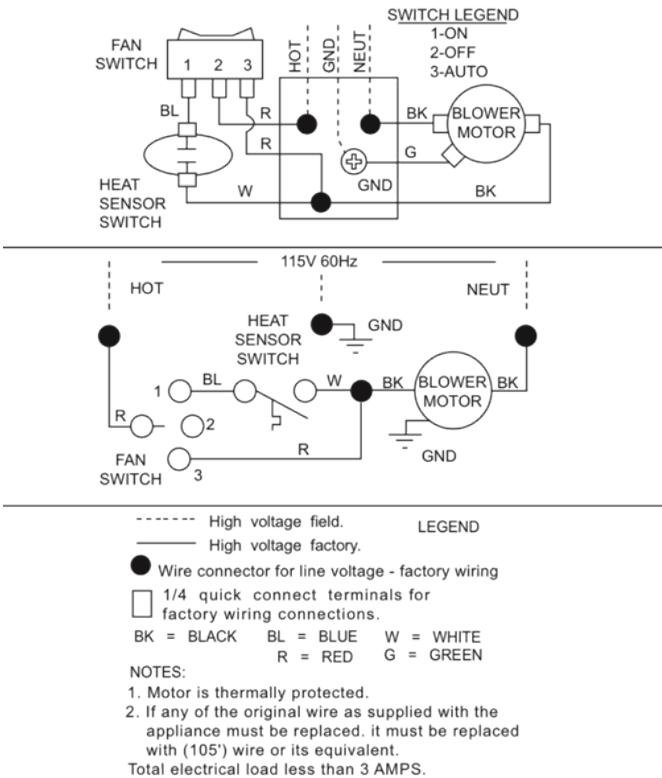 SWITCH LEGEND
1-ON
2-OFF
3-AUTO
FAN
SWITCH
1 2 3
HOT
GND
NEUT
BL
R
R
BK
BLOWER
MOTOR
G
GND
HEAT
SENSOR
SWITCH
W
BK
115V 60Hz
HOT
NEUT
HEAT
SENSOR
SWITCH
GND
1
BL
W
BK
BLOWER
MOTOR
BK
R
2
R
GND
FAN
SWITCH
3
High voltage field.
LEGEND
High voltage factory.
Wire connector for line voltage - factory wiring
1/4 quick connect terminals for
factory wiring connections.
BK = BLACK BL = BLUE W = WHITE
R = RED G = GREEN
NOTES:
1. Motor is thermally protected.
2. If any of the original wire as supplied with the
appliance must be replaced. it must be replaced
with (105') wire or its equivalent.
Total electrical load less than 3 AMPS.